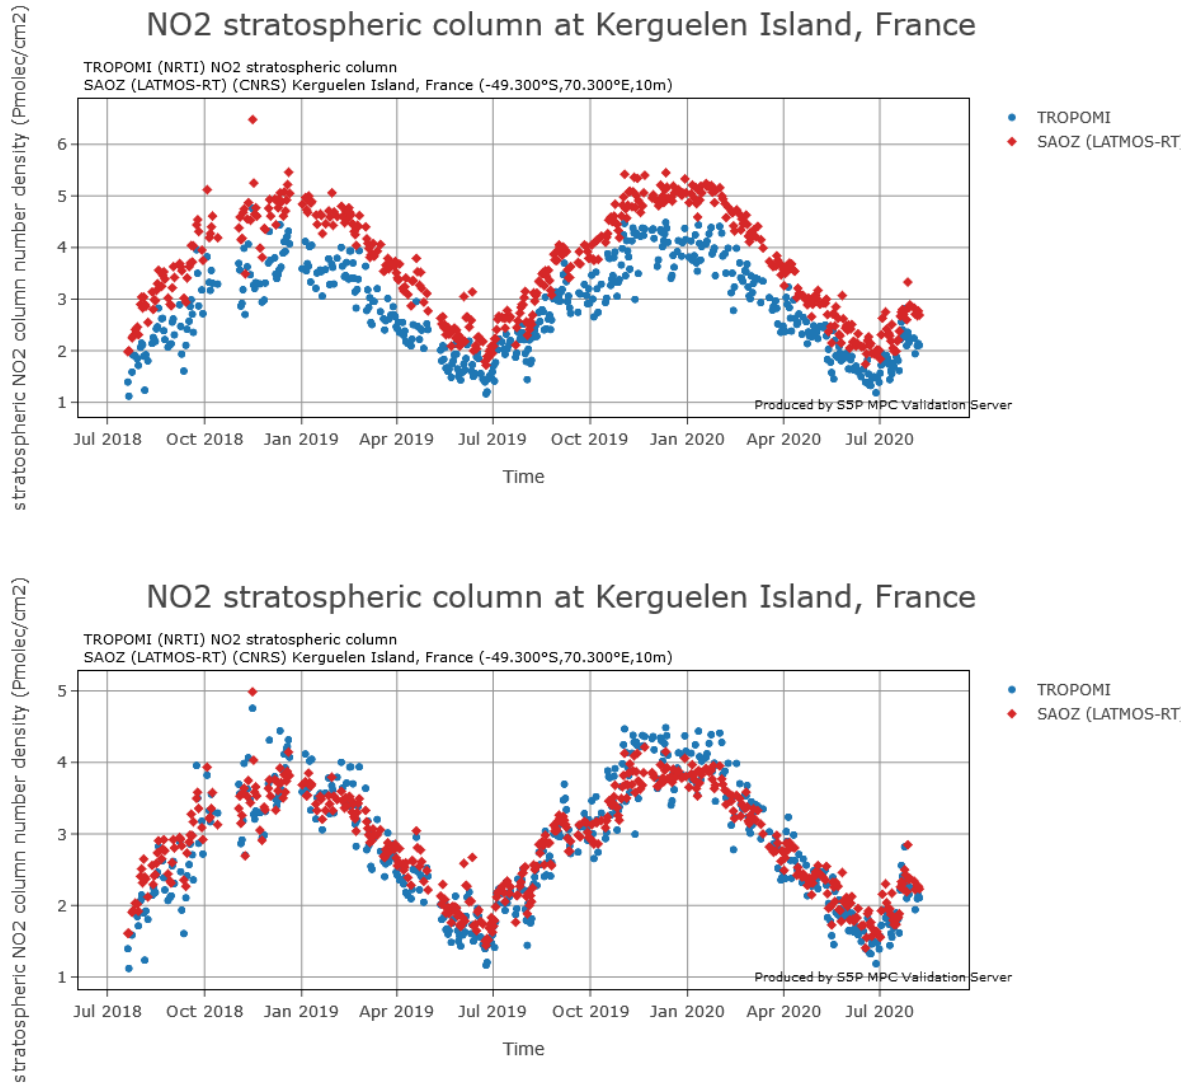 NO2 stratospheric column at Kerguelen Island, France
TROPOMI (NRTI) NO2 stratospheric column
SAOZ (LATMOS-RT) (CNRS) Kerguelen Island, France (-49.300°S,70.300°E,10m)
stratospheric NO2 column number density (Pmolec/cm2)
6
5
4
3
2
1
TROPOMI
SAOZ (LATMOS-RT)
Produced by S5P MPC Validation Server
Jul 2018 Oct 2018 Jan 2019 Apr 2019 Jul 2019 Oct 2019 Jan 2020 Apr 2020 Jul 2020
Time
NO2 stratospheric column at Kerguelen Island, France
TROPOMI (NRTI) NO2 stratospheric column
SAOZ (LATMOS-RT) (CNRS) Kerguelen Island, France (-49.300°S,70.300°E,10m)
stratospheric NO2 column number density (Pmolec/cm2)
5
4
3
2
1
TROPOMI
SAOZ (LATMOS-RT)
Produced by S5P MPC Validation Server
Jul 2018 Oct 2018 Jan 2019 Apr 2019 Jul 2019 Oct 2019 Jan 2020 Apr 2020 Jul 2020
Time